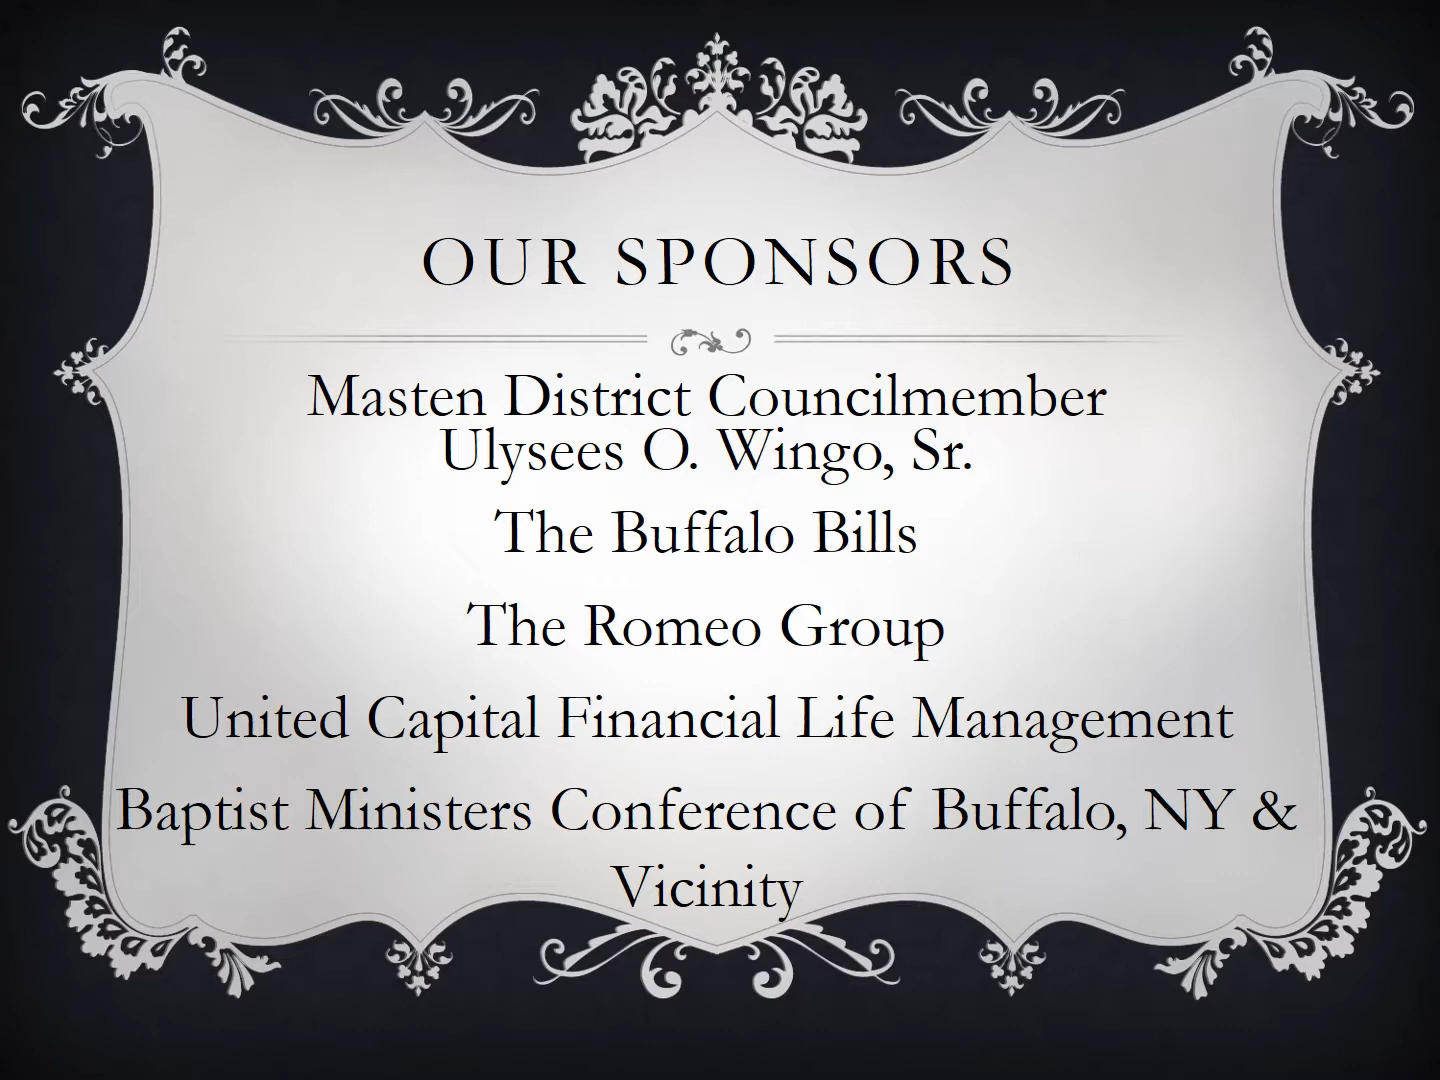 OUR SPONSORS
Masten District Councilmember
Ulysees O. Wingo, Sr.
The Buffalo Bills
The Romeo Group
United Capital Financial Life Management
Baptist Ministers Conference of Buffalo, NY &
Vicinity